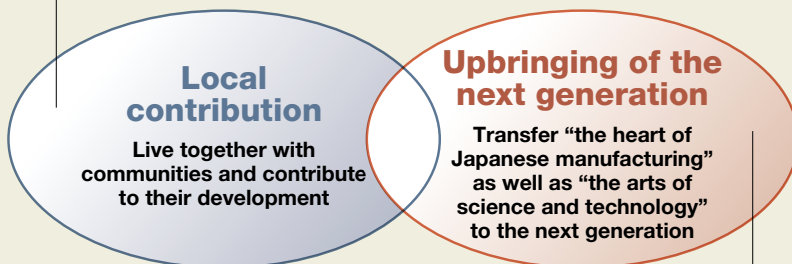 Local
contribution
Live together with
communities and contribute
to their development
Upbringing of the
next generation
Transfer “the heart of
Japanese manufacturing”
as well as “the arts of
science and technology”
to the next generation